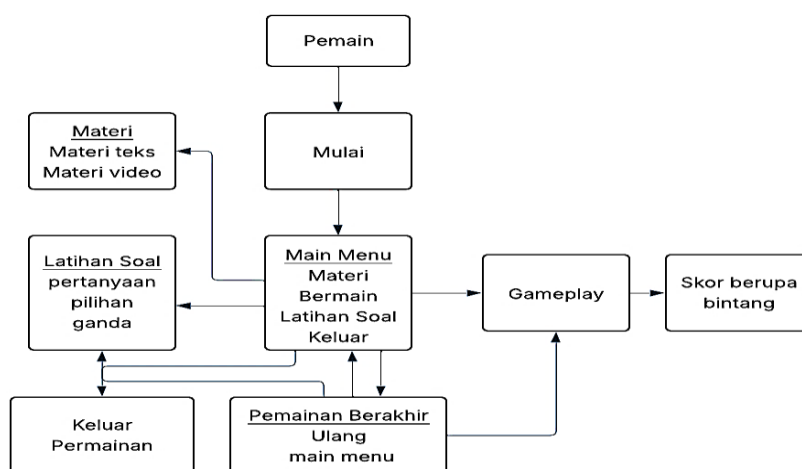 Pemain
Mulai
Materi
Materi teks
Materi video
Main Menu
Materi
Bermain
Latihan Soal
Keluar
Latihan Soal
pertanyaan
pilihan
ganda
Gameplay
Skor berupa
bintang
Keluar
Permainan
Pemainan Berakhir
Ulang
main menu